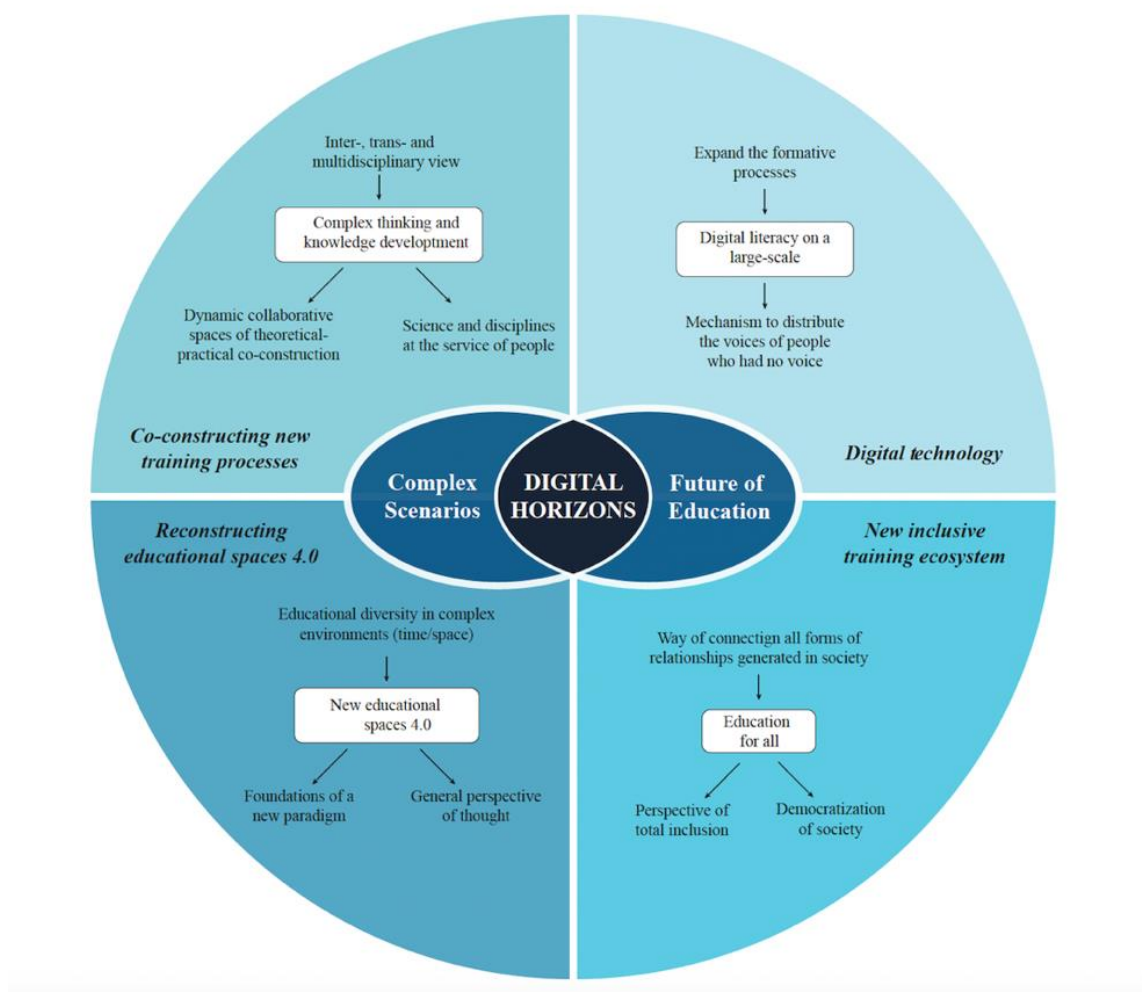 Inter-, trans- and
multidisciplinary view
Complex thinking and
knowledge developtment
Dynamic collaborative
spaces of theoretical-
practical co-construction
Science and disciplines
at the service of people
Co-constructing new
training processes
Expand the formative
processes
Digital literacy on a
large-scale
Mechanism to distribute
the voices of people
who had no voice
Digital technology
Complex
Scenarios
DIGITAL
HORIZONS
Future of
Education
Reconstructing
educational spaces 4.0
Educational diversity in complex
environments (time/space)
New educational
spaces 4.0
Foundations of a
new paradigm
General perspective
of thought
New inclusive
training ecosystem
Way of connectign all forms of
relationships generated in society
Education
for all
Perspective of
total inclusion
Democratization
of society